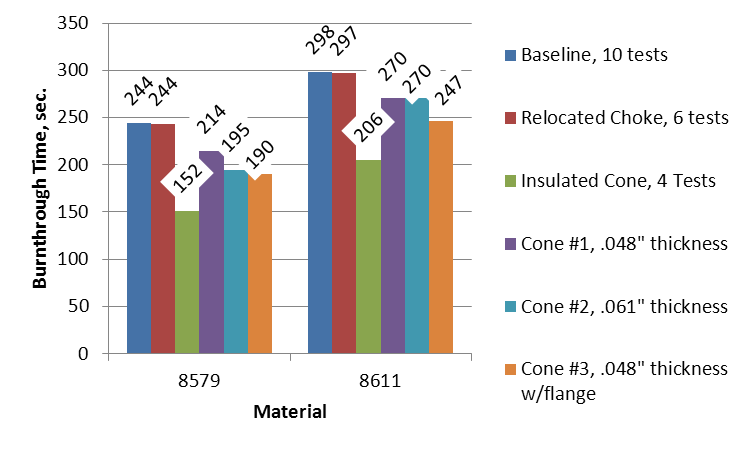 350
300
250
200
150
100
50
0
Burnthrough Time, sec.
244
244
152
214
195
190
298
297
206
270
270
247
8579
8611
Material
Baseline, 10 tests
Relocated Choke, 6 tests
Insulated Cone, 4 Tests
Cone #1, .048" thickness
Cone #2, .061" thickness
Cone #3, .048" thickness
w/flange